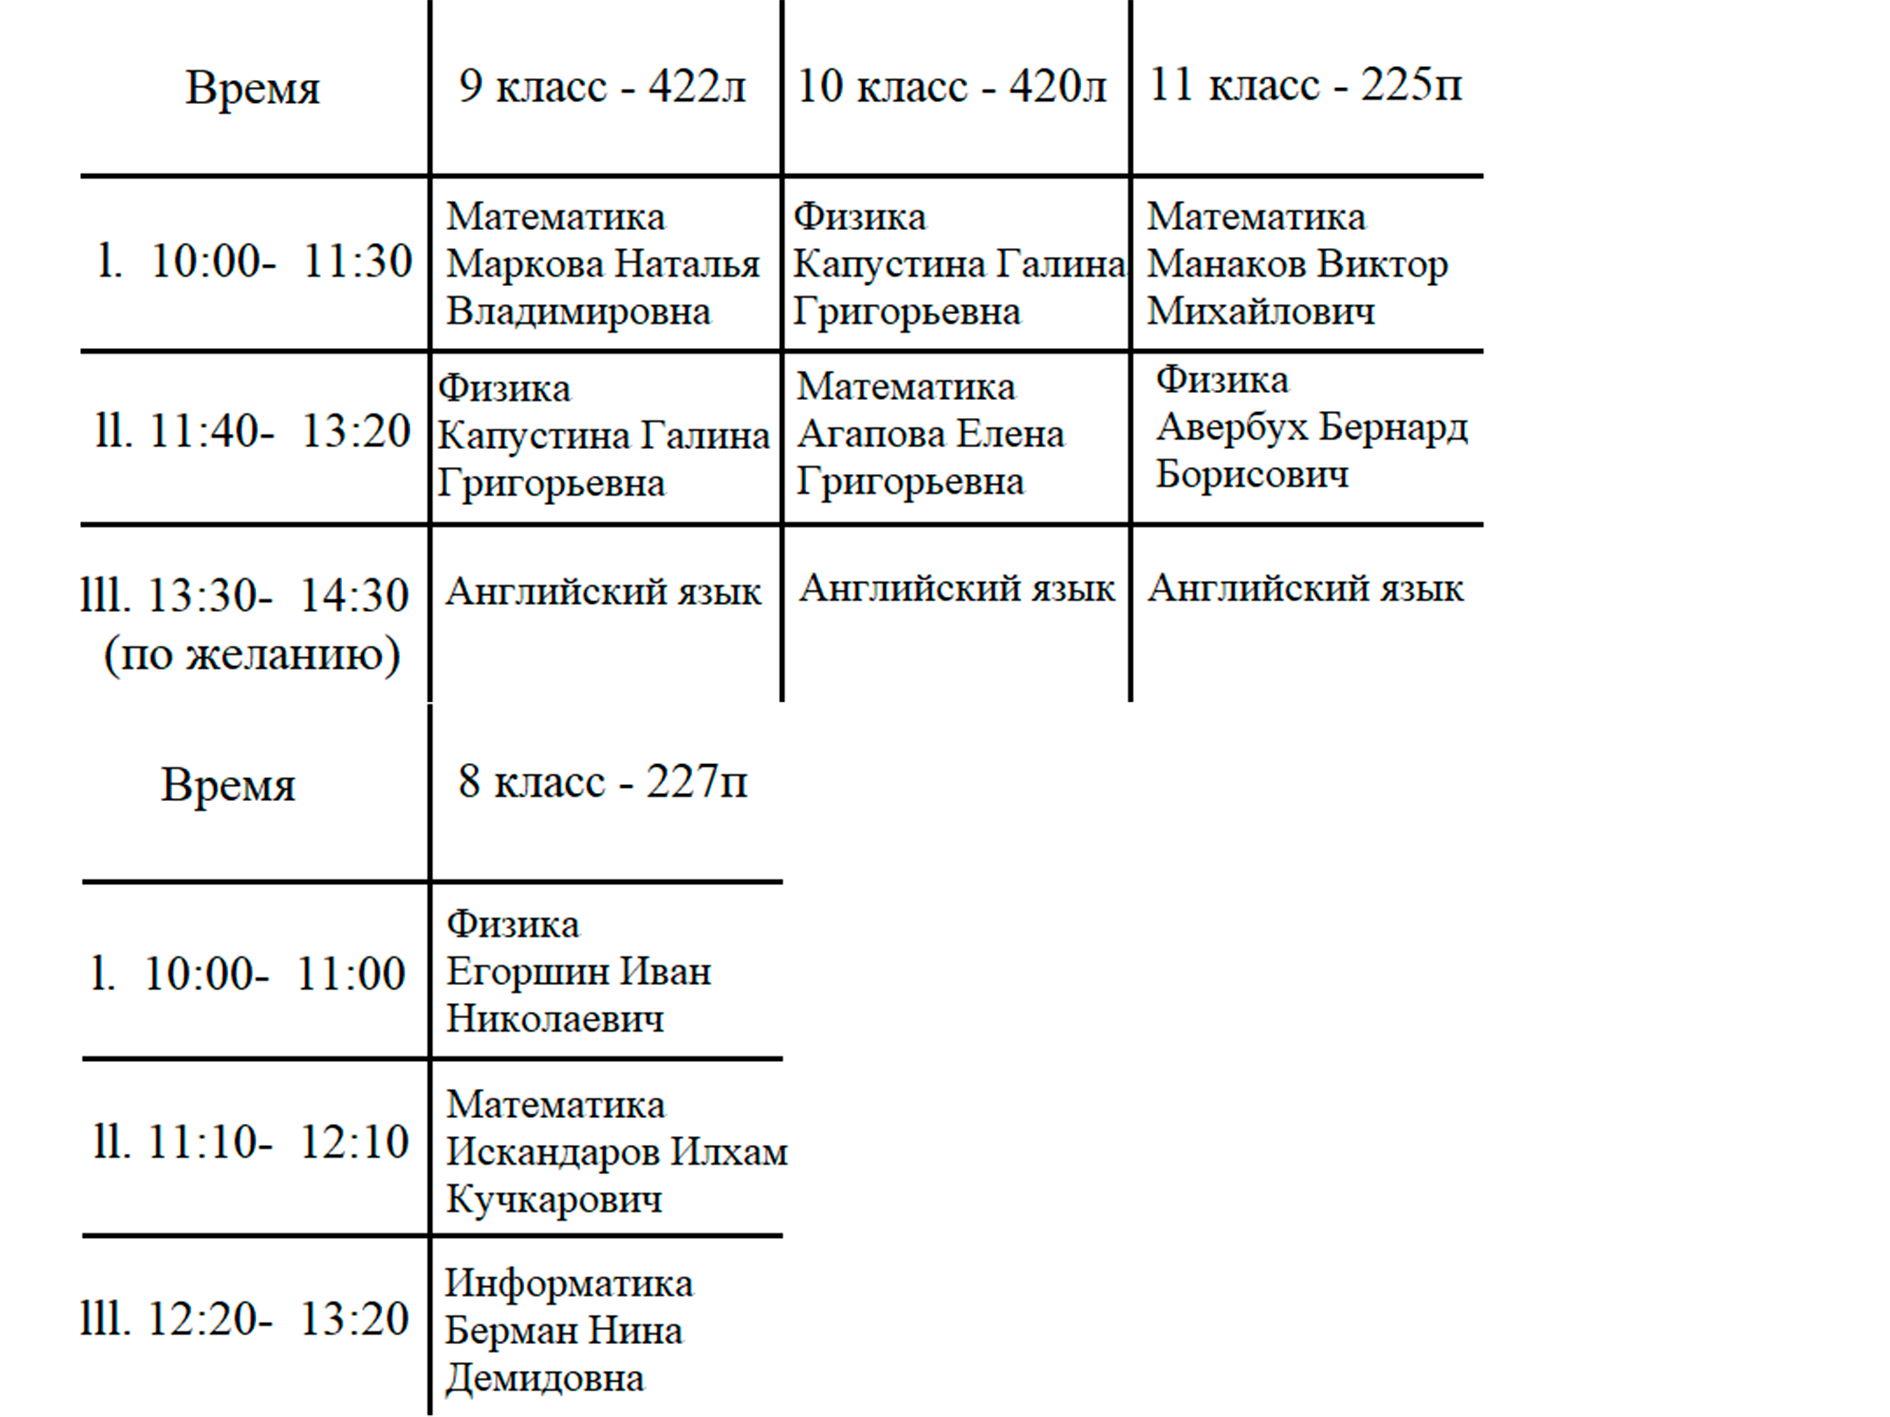 Время
9 класс - 422л
10 класс - 420л
11 класс - 225п
l. 10:00- 11:30
Математика
Маркова Наталья
Владимировна
Физика
Капустина Галина
Григорьевна
Математика
Манаков Виктор
Михайлович
ll. 11:40- 13:20
Физика
Капустина Галина
Григорьевна
Математика
Агапова Елена
Григорьевна
Физика
Авербух Бернард
Борисович
lll. 13:30- 14:30
(по желанию)
Английский язык
Английский язык
Английский язык
Время
8 класс - 227п
l. 10:00- 11:00
Физика
Егоршин Иван
Николаевич
ll. 11:10- 12:10
Математика
Искандаров Илхам
Кучкарович
lll. 12:20- 13:20
Информатика
Берман Нина
Демидовна